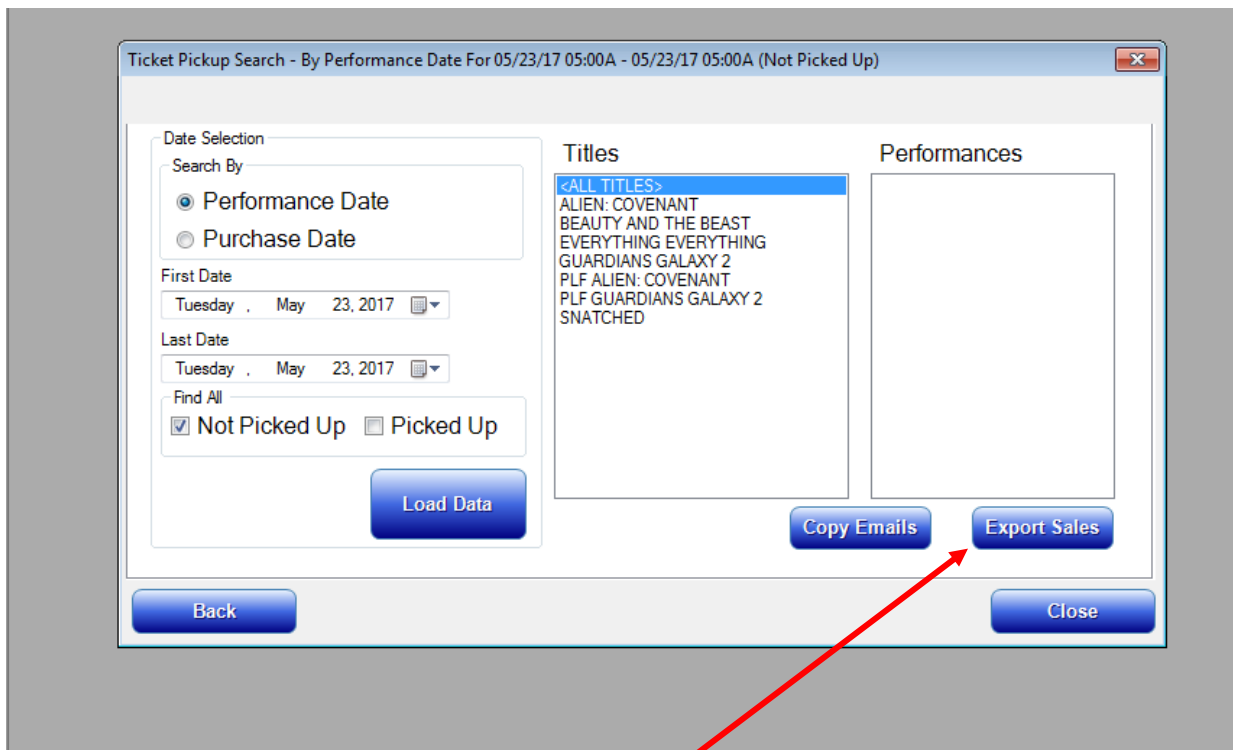 Ticket Pickup Search - By Performance Date For 05/23/17 05:00A - 05/23/17 05:00A (Not Picked Up)
Date Selection
Search By
Performance Date
Purchase Date
First Date
Tuesday , May 23, 2017
Last Date
Tuesday , May 23, 2017
Find All
Not Picked Up Picked Up
Load Data
Titles
<ALL TITLES>
ALIEN: COVENANT
BEAUTY AND THE BEAST
EVERYTHING EVERYTHING
GUARDIANS GALAXY 2
PLF ALIEN: COVENANT
PLF GUARDIANS GALAXY 2
SNATCHED
Performances
Copy Emails
Export Sales
Back
Close